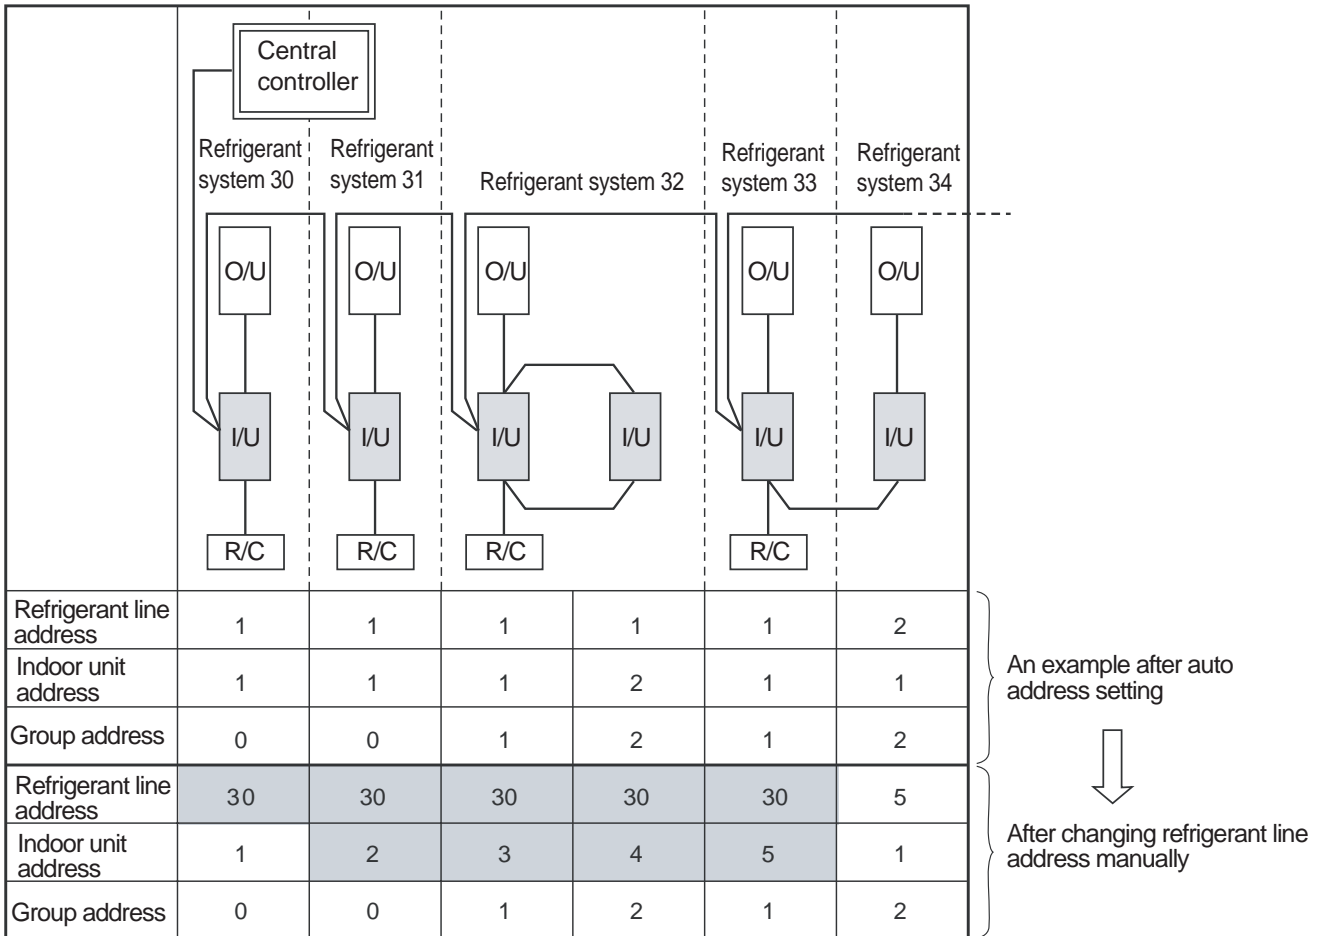 Central
controller
Refrigerant
system 30
Refrigerant
system 31
Refrigerant system 32
Refrigerant
system 33
Refrigerant
system 34
O/U O/U O/U O/U O/U
I/U I/U I/U I/U I/U I/U
R/C R/C R/C R/C
Refrigerant line
address
1 1 1 1 1 2
Indoor unit
address
1 1 1 2 1 1
Group address 0 0 1 2 1 2
An example after auto
address setting
Refrigerant line
address
30 30 30 30 30 5
Indoor unit
address
1 2 3 4 5 1
Group address 0 0 1 2 1 2
After changing refrigerant line
address manually